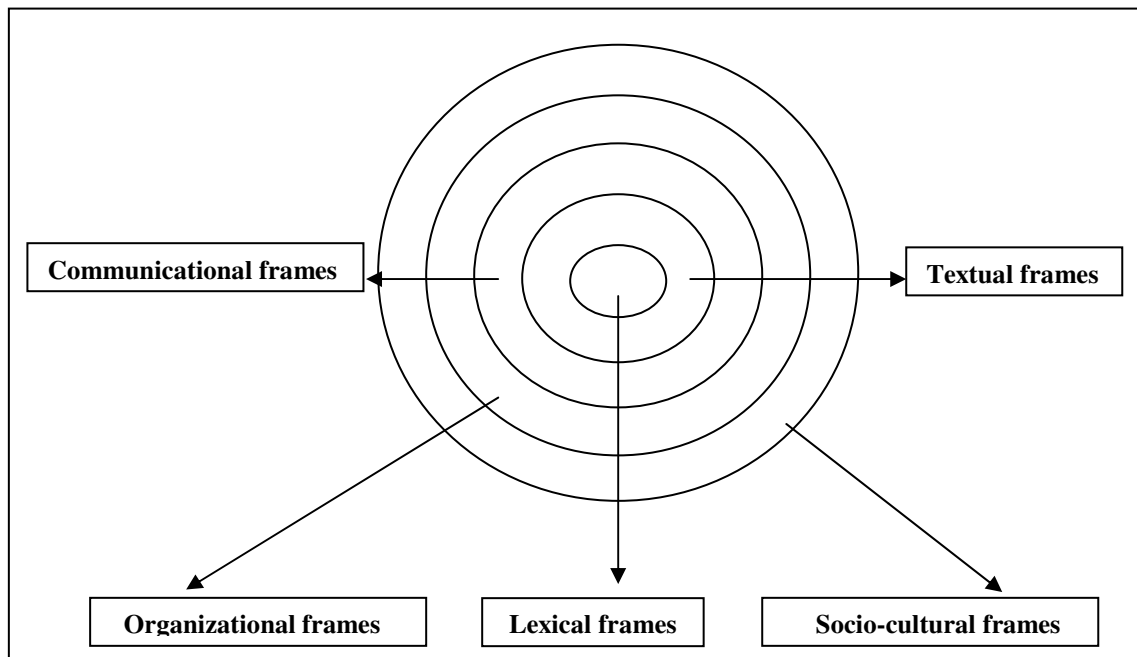 Communicational frames
Textual frames
Organizational frames
Lexical frames
Socio-cultural frames